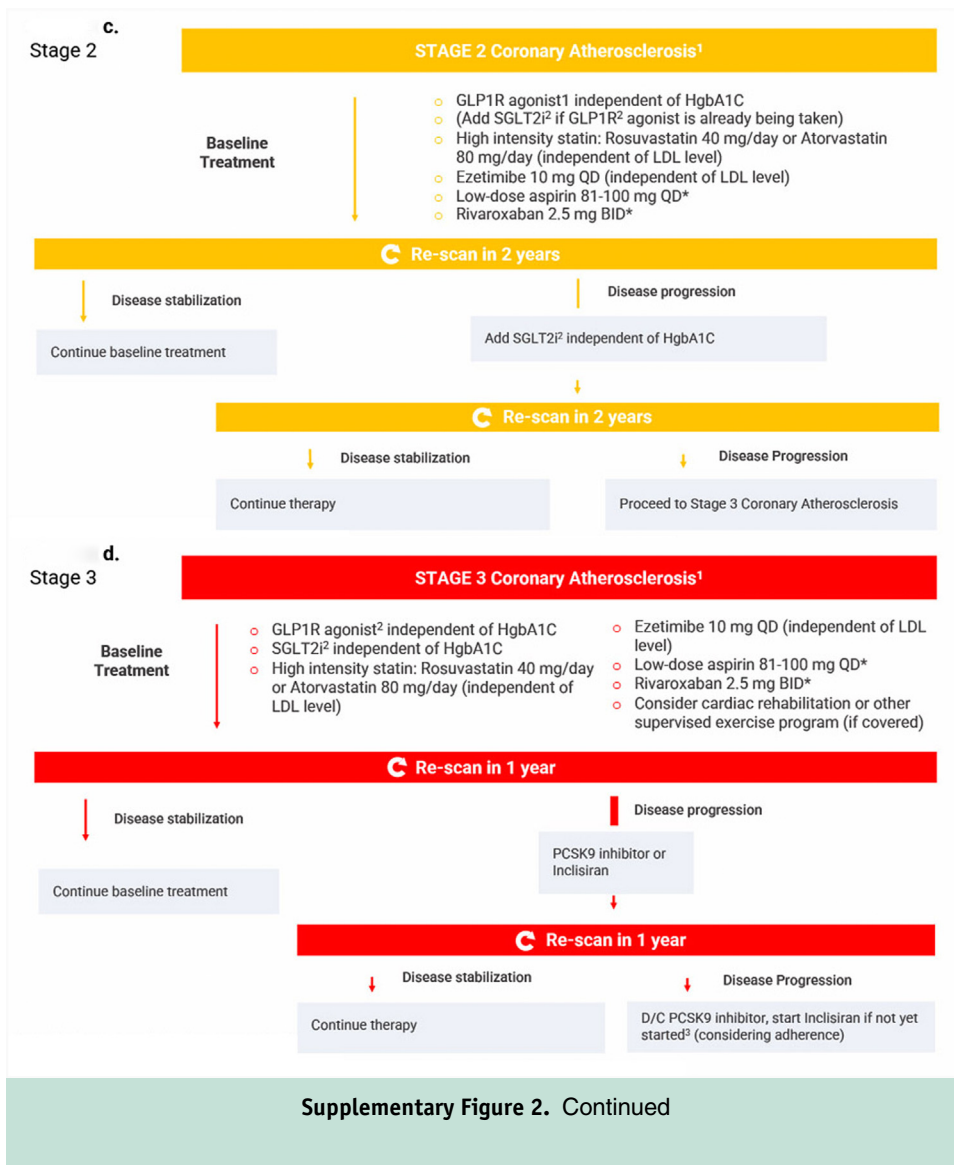 c.
Stage 2
STAGE 2 Coronary Atherosclerosis¹
Baseline
Treatment
○ GLP1R agonist1 independent of HgbA1C
○ (Add SGLT2i² if GLP1R² agonist is already being taken)
○ High intensity statin: Rosuvastatin 40 mg/day or Atorvastatin
80 mg/day (independent of LDL level)
○ Ezetimibe 10 mg QD (independent of LDL level)
○ Low-dose aspirin 81-100 mg QD*
○ Rivaroxaban 2.5 mg BID*
Re-scan in 2 years
Disease stabilization
Disease progression
Continue baseline treatment
Add SGLT2i² independent of HgbA1C
Re-scan in 2 years
Disease stabilization
Disease Progression
Continue therapy
Proceed to Stage 3 Coronary Atherosclerosis
d.
Stage 3
STAGE 3 Coronary Atherosclerosis¹
Baseline
Treatment
○ GLP1R agonist² independent of HgbA1C
○ SGLT2i² independent of HgbA1C
○ High intensity statin: Rosuvastatin 40 mg/day
or Atorvastatin 80 mg/day (independent of
LDL level)
○ Ezetimibe 10 mg QD (independent of LDL
level)
○ Low-dose aspirin 81-100 mg QD*
○ Rivaroxaban 2.5 mg BID*
○ Consider cardiac rehabilitation or other
supervised exercise program (if covered)
Re-scan in 1 year
Disease stabilization
Disease progression
Continue baseline treatment
PCSK9 inhibitor or
Inclisiran
Re-scan in 1 year
Disease stabilization
Disease Progression
Continue therapy
D/C PCSK9 inhibitor, start Inclisiran if not yet
started³ (considering adherence)
Supplementary Figure 2. Continued